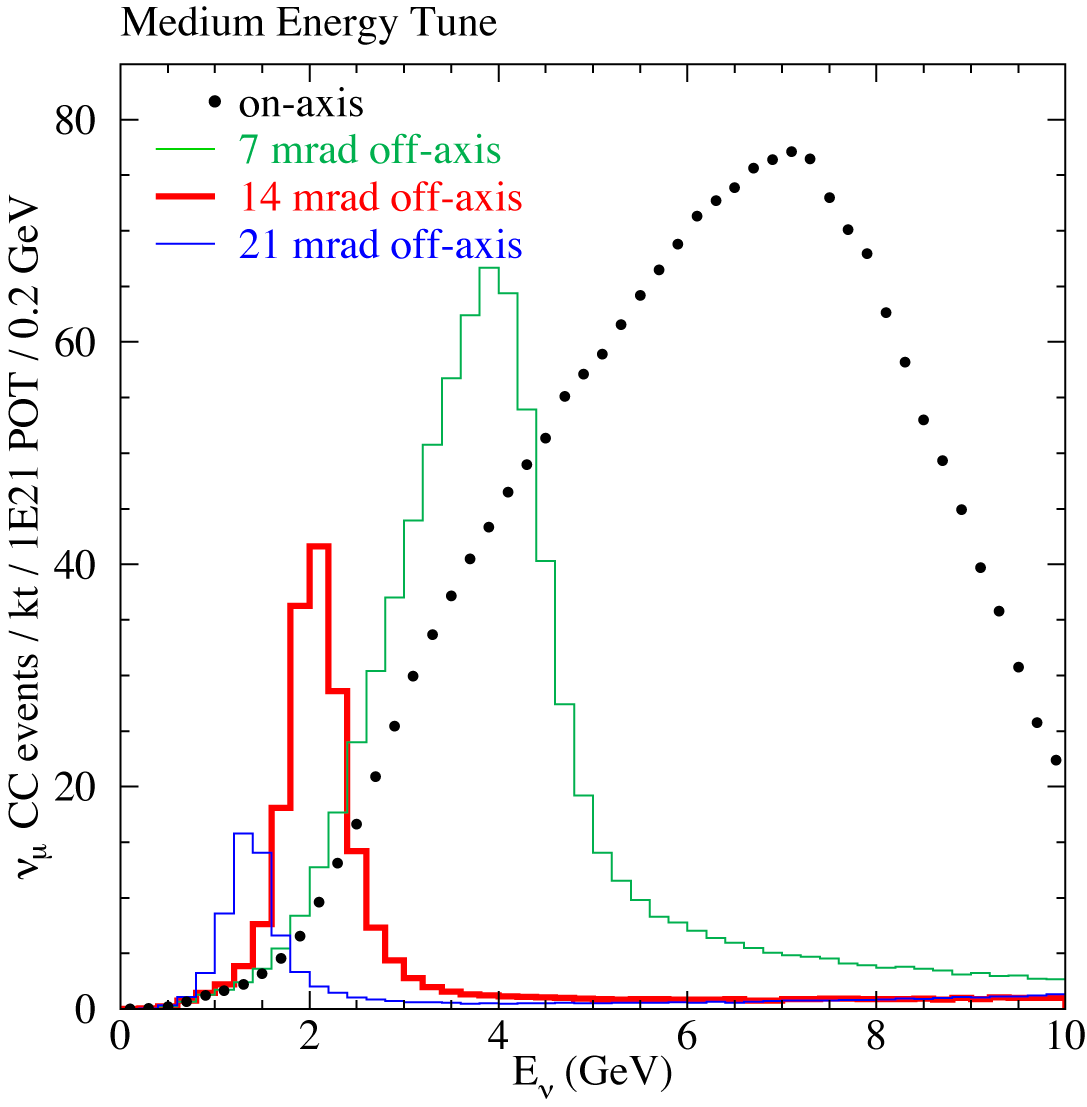 Medium Energy Tune
on-axis
7 mrad off-axis
14 mrad off-axis
21 mrad off-axis
νμ CC events / kt / 1E21 POT / 0.2 GeV
80
60
40
20
0
0 2 4 6 8 10
Eν (GeV)